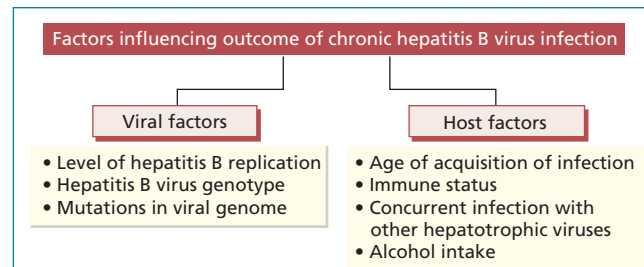 Factors influencing outcome of chronic hepatitis B virus infection
Viral factors
• Level of hepatitis B replication
• Hepatitis B virus genotype
• Mutations in viral genome
Host factors
• Age of acquisition of infection
• Immune status
• Concurrent infection with
other hepatotrophic viruses
• Alcohol intake